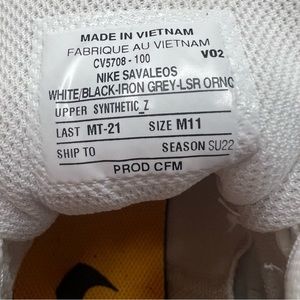 MADE IN VIETNAM
FABRIQUE AU VIETNAM
CV5708 - 100 V02
NIKE SAVALEOS
WHITE/BLACK-IRON GREY-LSR ORNG
UPPER SYNTHETIC_Z
LAST MT-21 SIZE M11
SHIP TO SEASON SU22
PROD CFM